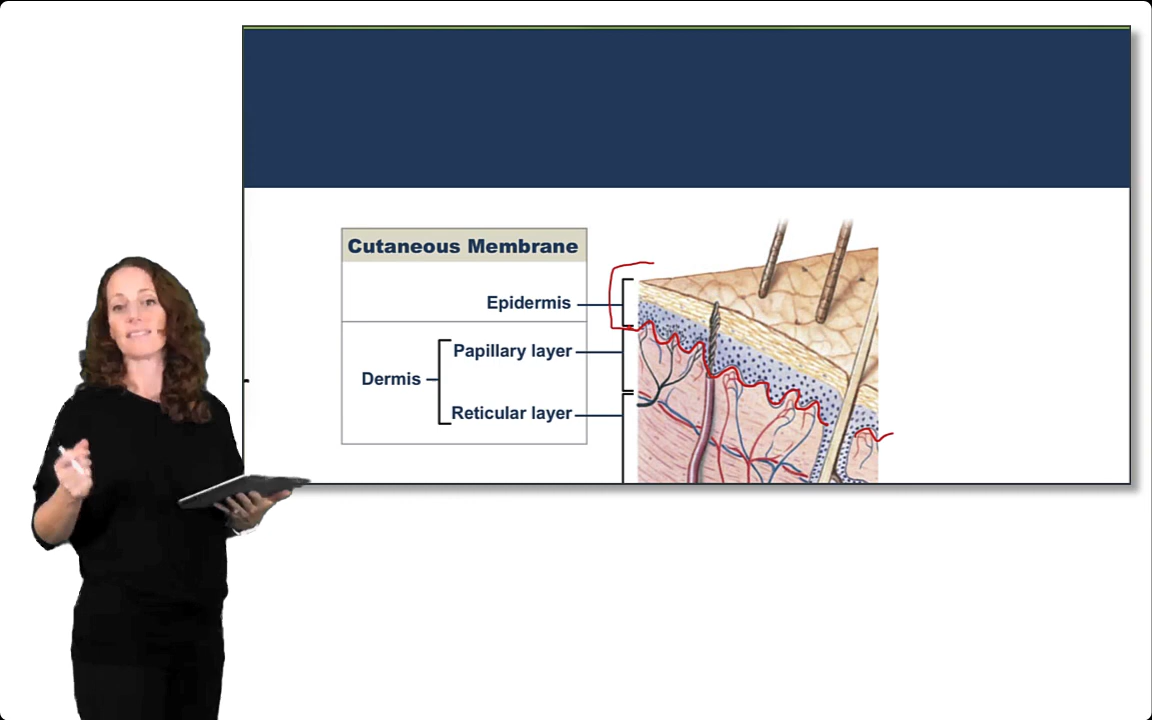 Cutaneous Membrane
Epidermis
Papillary layer
Dermis
Reticular layer